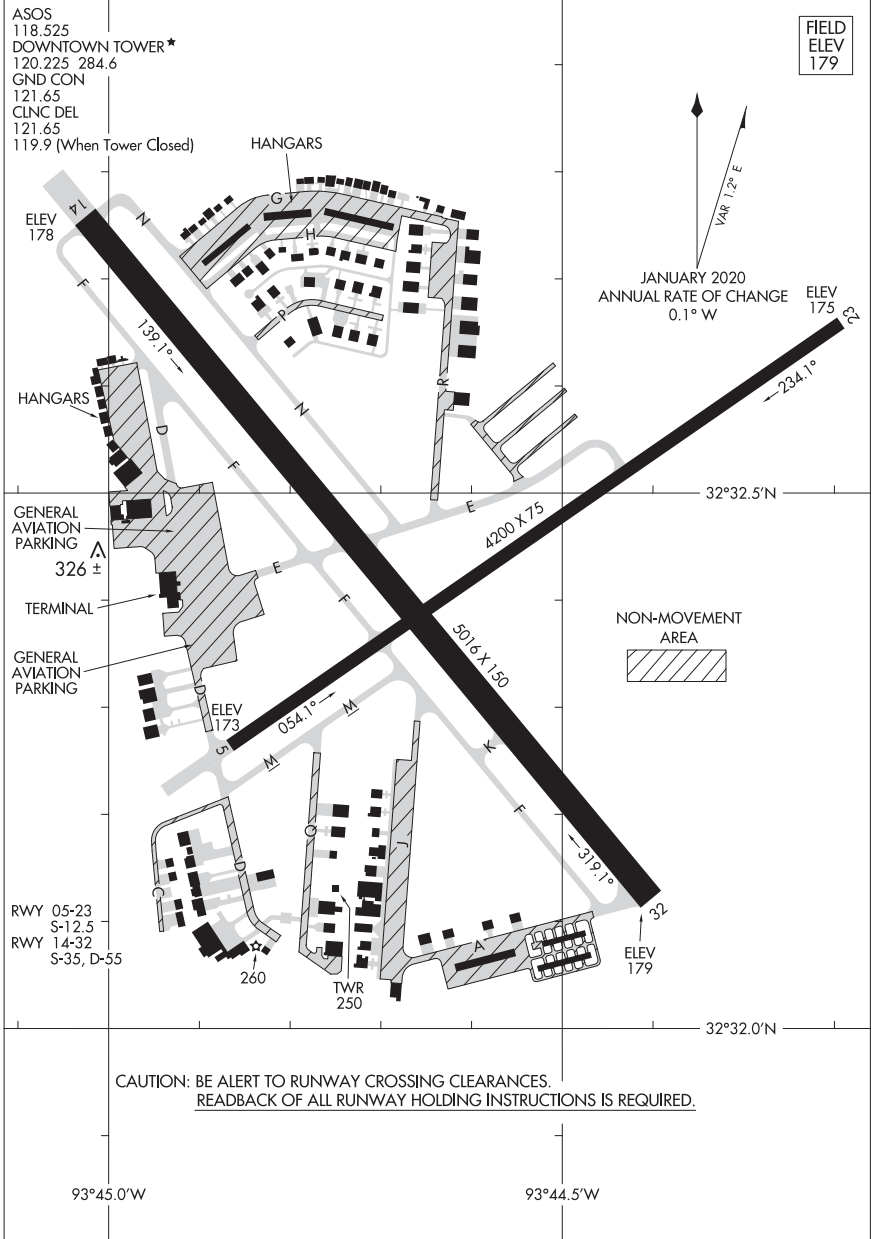 ASOS
118.525
DOWNTOWN TOWER★
120.225 284.6
GND CON
121.65
CLNC DEL
121.65
119.9 (When Tower Closed)
FIELD
ELEV
179
HANGARS
VAR 1.2° E
JANUARY 2020
ANNUAL RATE OF CHANGE
0.1° W
G
H
P
R
N
N
14
ELEV
178
F
139.1°
ELEV
175
23
234.1°
HANGARS
D
F
32°32.5'N
E
4200 X 75
GENERAL
AVIATION
PARKING
326 ±
E
TERMINAL
F
5016 X 150
NON-MOVEMENT
AREA
GENERAL
AVIATION
PARKING
D
ELEV
173
5
054.1°
M
M
K
F
319.1°
32
ELEV
179
C
D
Q
J
A
RWY 05-23
S-12.5
RWY 14-32
S-35, D-55
260
TWR
250
32°32.0'N
CAUTION: BE ALERT TO RUNWAY CROSSING CLEARANCES.
READBACK OF ALL RUNWAY HOLDING INSTRUCTIONS IS REQUIRED.
93°45.0'W
93°44.5'W